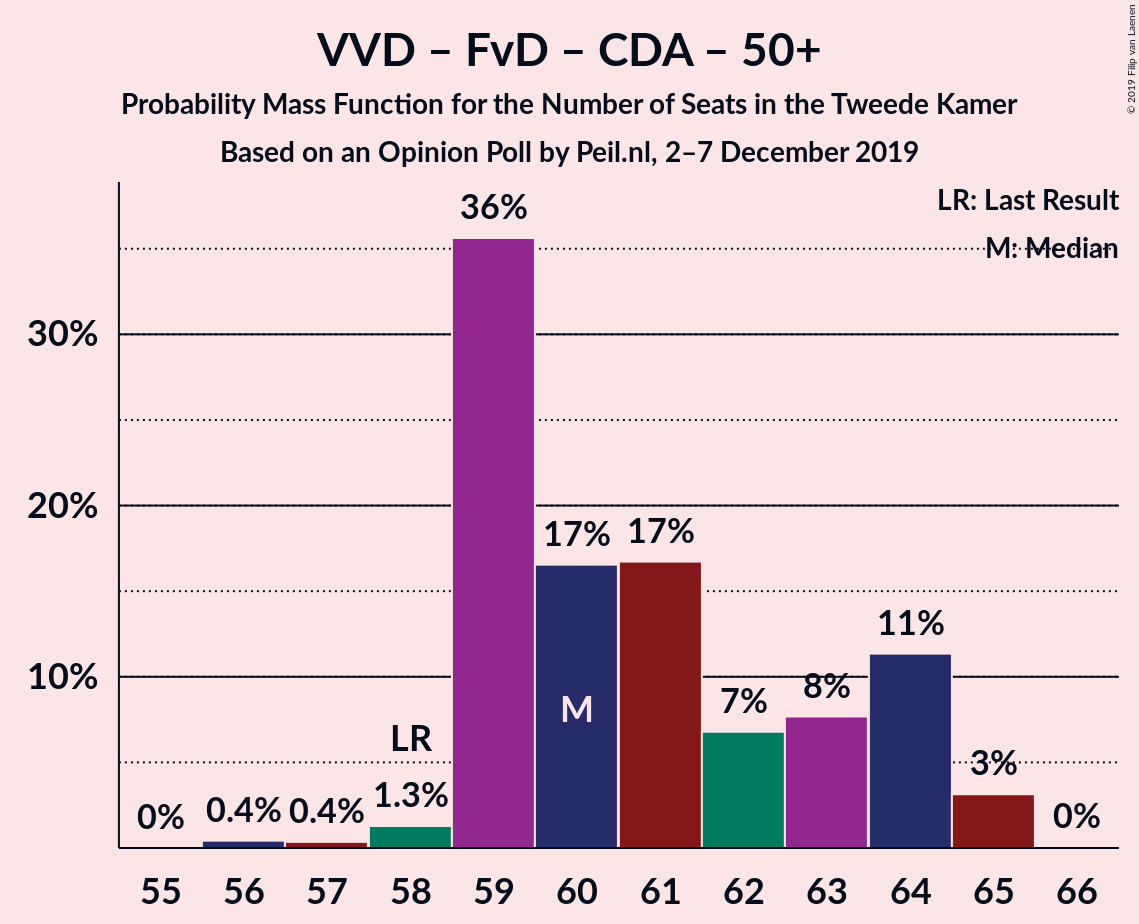 VVD – FvD – CDA – 50+
Probability Mass Function for the Number of Seats in the Tweede Kamer
Based on an Opinion Poll by Peil.nl, 2–7 December 2019
© 2019 Filip van Laenen
LR: Last Result
M: Median
36%
30%
20%
17%
17%
11%
10%
8%
7%
M
LR
3%
1.3%
0%
0.4%
0.4%
0%
55 56 57 58 59 60 61 62 63 64 65 66